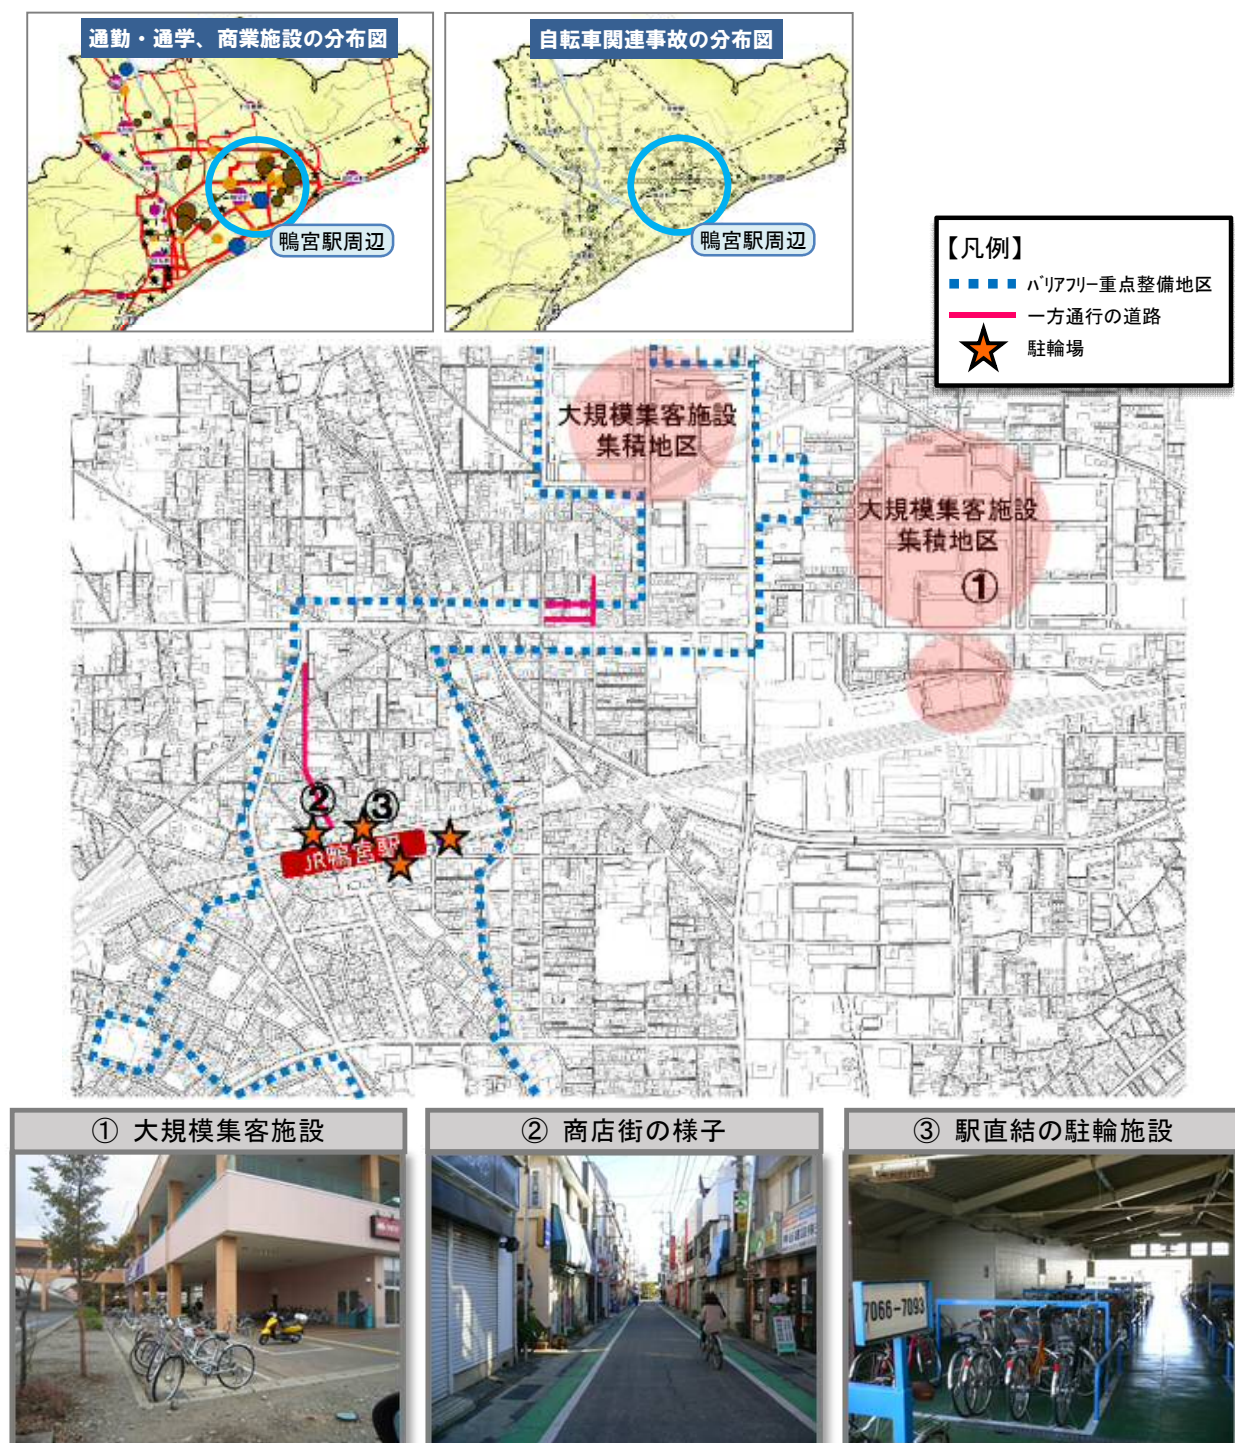 通勤・通学、商業施設の分布図
自転車関連事故の分布図
鴨宮駅周辺
鴨宮駅周辺
【凡例】
ﾊﾞﾘｱﾌﾘｰ重点整備地区
一方通行の道路
駐輪場
大規模集客施設
集積地区
大規模集客施設
集積地区
①
②
③
JR鴨宮駅
① 大規模集客施設
② 商店街の様子
③ 駅直結の駐輪施設
7066-7093